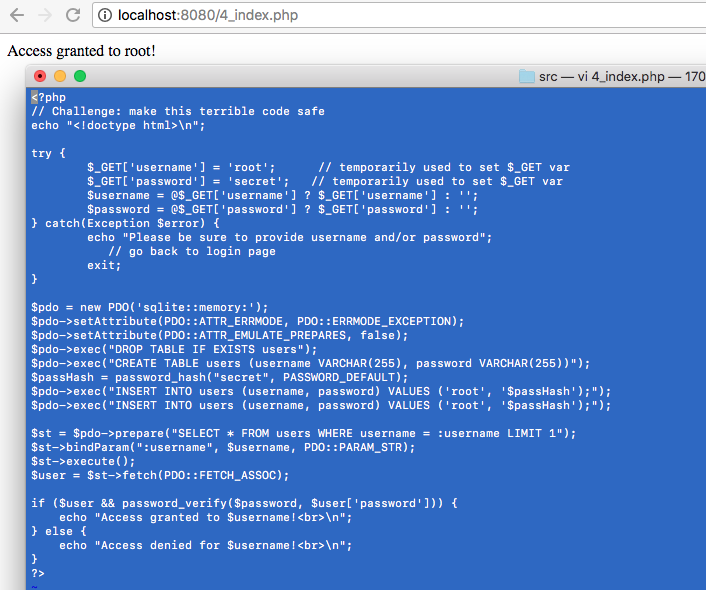 localhost:8080/4_index.php
Access granted to root!
src — vi 4_index.php — 170
<?php
// Challenge: make this terrible code safe
echo "<!doctype html>\n";
try {
        $_GET['username'] = 'root';      // temporarily used to set $_GET var
        $_GET['password'] = 'secret';   // temporarily used to set $_GET var
        $username = @$_GET['username'] ? $_GET['username'] : '';
        $password = @$_GET['password'] ? $_GET['password'] : '';
} catch(Exception $error) {
        echo "Please be sure to provide username and/or password";
           // go back to login page
        exit;
}
$pdo = new PDO('sqlite::memory:');
$pdo->setAttribute(PDO::ATTR_ERRMODE, PDO::ERRMODE_EXCEPTION);
$pdo->setAttribute(PDO::ATTR_EMULATE_PREPARES, false);
$pdo->exec("DROP TABLE IF EXISTS users");
$pdo->exec("CREATE TABLE users (username VARCHAR(255), password VARCHAR(255))");
$passHash = password_hash("secret", PASSWORD_DEFAULT);
$pdo->exec("INSERT INTO users (username, password) VALUES ('root', '$passHash');");
$pdo->exec("INSERT INTO users (username, password) VALUES ('root', '$passHash');");
$st = $pdo->prepare("SELECT * FROM users WHERE username = :username LIMIT 1");
$st->bindParam(":username", $username, PDO::PARAM_STR);
$st->execute();
$user = $st->fetch(PDO::FETCH_ASSOC);
if ($user && password_verify($password, $user['password'])) {
    echo "Access granted to $username!<br>\n";
} else {
    echo "Access denied for $username!<br>\n";
}
?>
~